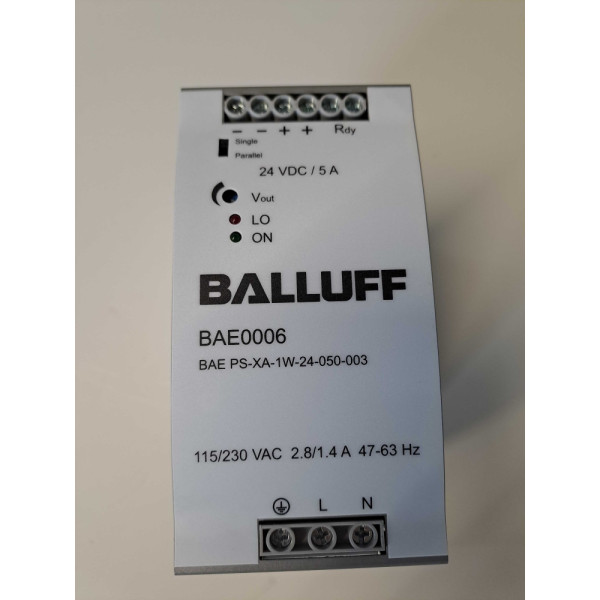 − − + + Rdy
Single
Parallel
24 VDC / 5 A
Vout
LO
ON
BALLUFF
BAE0006
BAE PS-XA-1W-24-050-003
115/230 VAC 2.8/1.4 A 47-63 Hz
L N